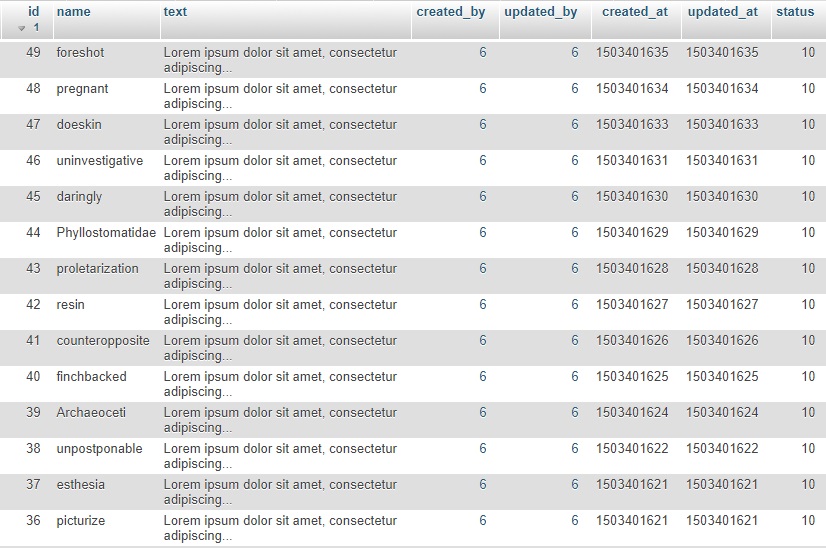 id name text created_by updated_by created_at updated_at status
1
49 foreshot Lorem ipsum dolor sit amet, consectetur 6 6 1503401635 1503401635 10
adipiscing...
48 pregnant Lorem ipsum dolor sit amet, consectetur 6 6 1503401634 1503401634 10
adipiscing...
47 doeskin Lorem ipsum dolor sit amet, consectetur 6 6 1503401633 1503401633 10
adipiscing...
46 uninvestigative Lorem ipsum dolor sit amet, consectetur 6 6 1503401631 1503401631 10
adipiscing...
45 daringly Lorem ipsum dolor sit amet, consectetur 6 6 1503401630 1503401630 10
adipiscing...
44 Phyllostomatidae Lorem ipsum dolor sit amet, consectetur 6 6 1503401629 1503401629 10
adipiscing...
43 proletarization Lorem ipsum dolor sit amet, consectetur 6 6 1503401628 1503401628 10
adipiscing...
42 resin Lorem ipsum dolor sit amet, consectetur 6 6 1503401627 1503401627 10
adipiscing...
41 counteropposite Lorem ipsum dolor sit amet, consectetur 6 6 1503401626 1503401626 10
adipiscing...
40 finchbacked Lorem ipsum dolor sit amet, consectetur 6 6 1503401625 1503401625 10
adipiscing...
39 Archaeoceti Lorem ipsum dolor sit amet, consectetur 6 6 1503401624 1503401624 10
adipiscing...
38 unpostponable Lorem ipsum dolor sit amet, consectetur 6 6 1503401622 1503401622 10
adipiscing...
37 esthesia Lorem ipsum dolor sit amet, consectetur 6 6 1503401621 1503401621 10
adipiscing...
36 picturize Lorem ipsum dolor sit amet, consectetur 6 6 1503401621 1503401621 10
adipiscing...